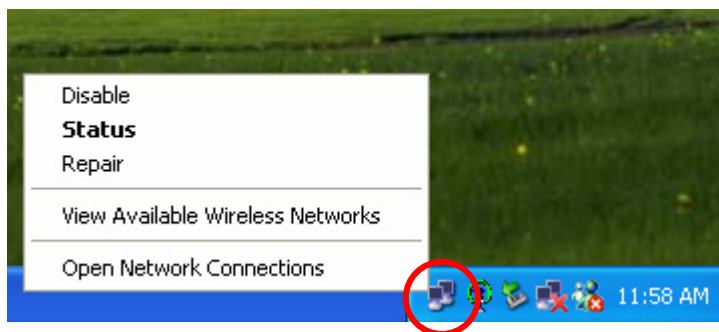 Disable
Status
Repair
View Available Wireless Networks
Open Network Connections
11:58 AM